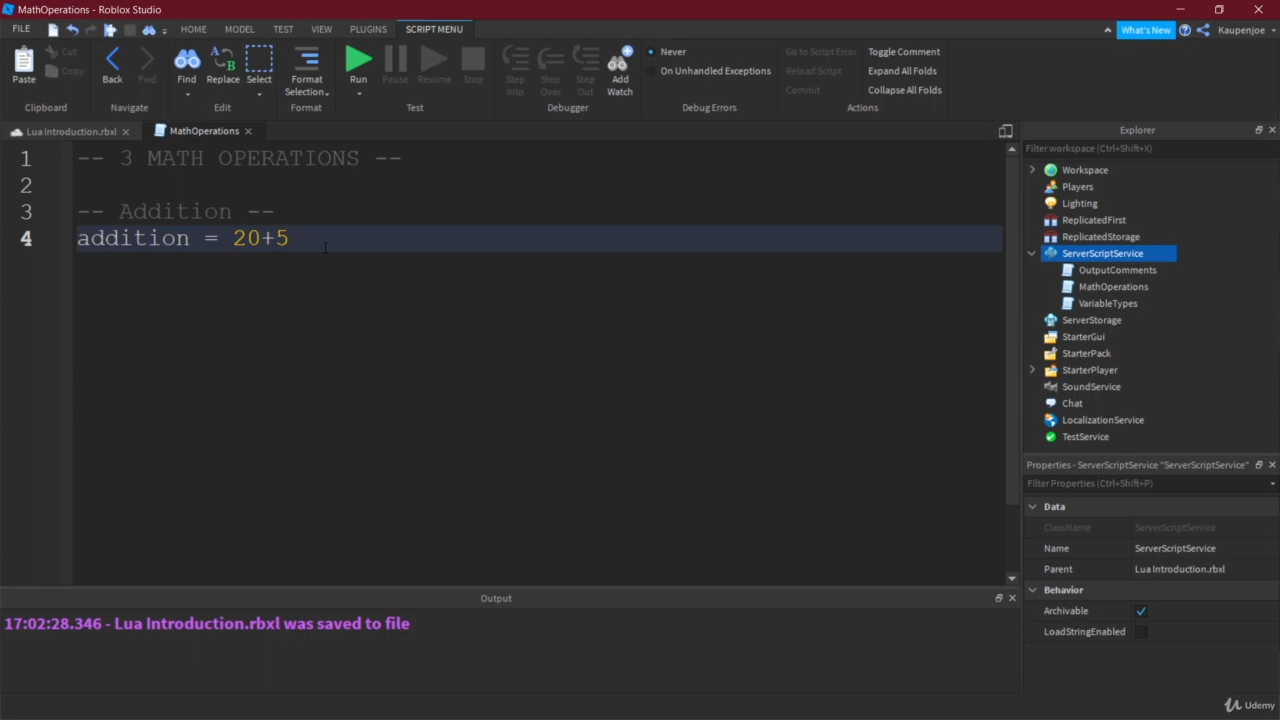 MathOperations - Roblox Studio
FILE HOME MODEL TEST VIEW PLUGINS SCRIPT MENU What's New Kaupenjoe
Paste Cut Copy Clipboard
Back Fwd Navigate
Find Replace Select Edit
Format Selection Format
Run Pause Resume Stop Test
Step Into Step Over Step Out Add Watch Debugger
Never
On Unhandled Exceptions
Debug Errors
Go to Script Error Toggle Comment
Reload Script Expand All Folds
Commit Collapse All Folds
Actions
Lua Introduction.rbxl MathOperations
1 -- 3 MATH OPERATIONS --
2
3 -- Addition --
4 addition = 20+5
Explorer
Filter workspace (Ctrl+Shift+X)
Workspace
Players
Lighting
ReplicatedFirst
ReplicatedStorage
ServerScriptService
OutputComments
MathOperations
VariableTypes
ServerStorage
StarterGui
StarterPack
StarterPlayer
SoundService
Chat
LocalizationService
TestService
Properties - ServerScriptService "ServerScriptService"
Filter Properties (Ctrl+Shift+P)
Data
ClassName ServerScriptService
Name ServerScriptService
Parent Lua Introduction.rbxl
Behavior
Archivable
LoadStringEnabled
Output
17:02:28.346 - Lua Introduction.rbxl was saved to file
Udemy